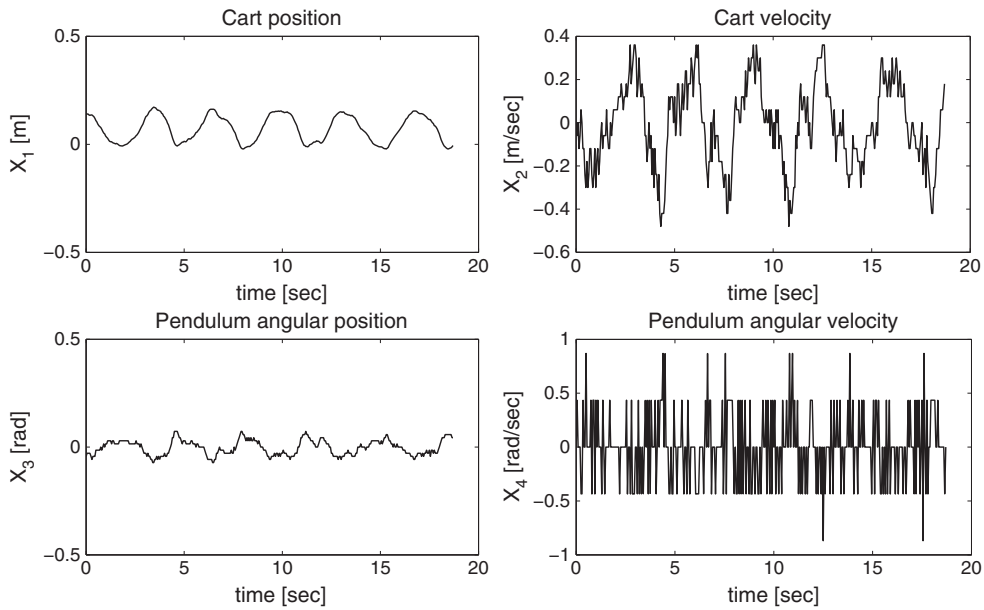 Cart position
0.5
0
−0.5
X1 [m]
0 5 10 15 20
time [sec]
Cart velocity
0.4
0.2
0
−0.2
−0.4
−0.6
X2 [m/sec]
0 5 10 15 20
time [sec]
Pendulum angular position
0.5
0
−0.5
X3 [rad]
0 5 10 15 20
time [sec]
Pendulum angular velocity
1
0.5
0
−0.5
−1
X4 [rad/sec]
0 5 10 15 20
time [sec]